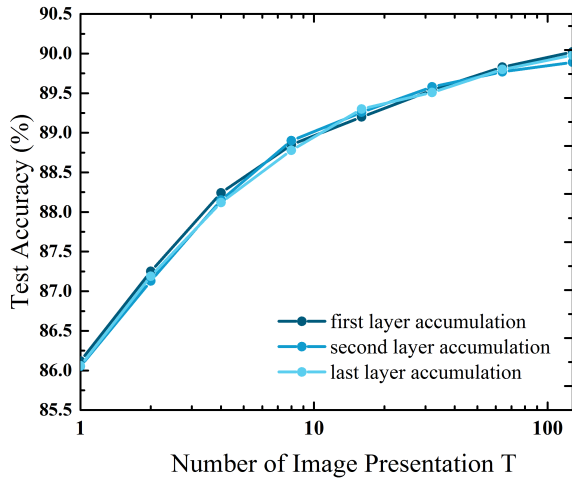 90.0
89.5
89.0
88.5
88.0
87.5
87.0
86.5
86.0
85.5
1
10
100
Test Accuracy (%)
Number of Image Presentation T
first layer accumulation
second layer accumulation
last layer accumulation